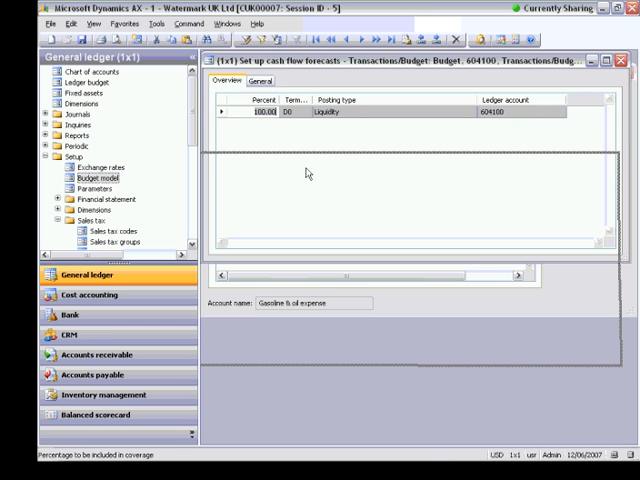 Microsoft Dynamics AX - 1 - Watermark UK Ltd [CUK00007: Session ID - 5]
Currently Sharing
File Edit View Favorites Tools Command Windows Help
General ledger (1x1)
Chart of accounts
Ledger budget
Fixed assets
Dimensions
Journals
Inquiries
Reports
Periodic
Setup
Exchange rates
Budget model
Parameters
Financial statement
Dimensions
Sales tax
Sales tax codes
Sales tax groups
General ledger
Cost accounting
Bank
CRM
Accounts receivable
Accounts payable
Inventory management
Balanced scorecard
(1x1) Set up cash flow forecasts - Transactions/Budget: Budget, 604100, Transactions/Budg...
Overview General
Percent Term... Posting type Ledger account
100.00 D0 Liquidity 604100
Account name: Gasoline & oil expense
Percentage to be included in coverage
USD 1x1 usr Admin 12/06/2007